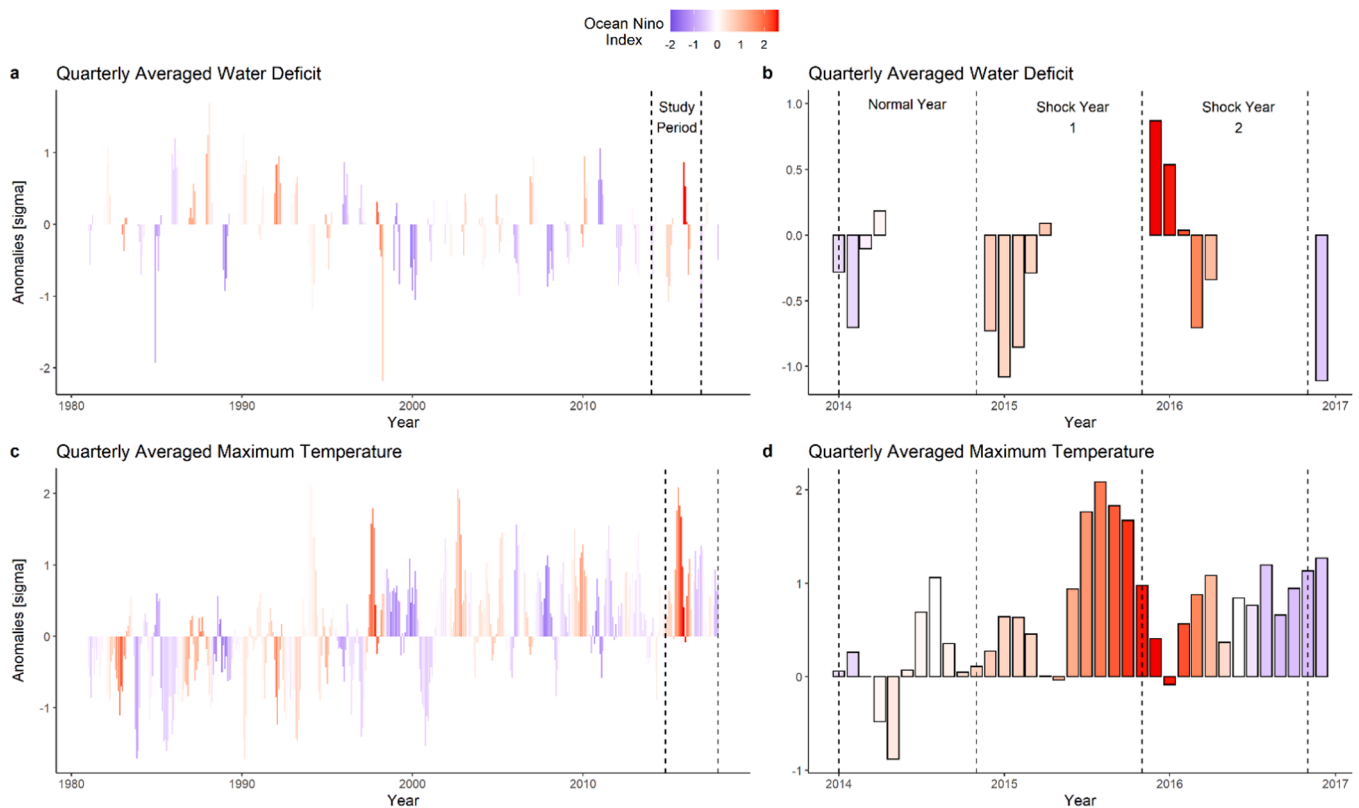 Ocean Nino
Index
-2 -1 0 1 2
a Quarterly Averaged Water Deficit
Study
Period
Anomalies [sigma]
1
0
-1
-2
1980 1990 2000 2010
Year
b Quarterly Averaged Water Deficit
Normal Year
Shock Year
1
Shock Year
2
1.0
0.5
0.0
-0.5
-1.0
2014 2015 2016 2017
Year
c Quarterly Averaged Maximum Temperature
Anomalies [sigma]
2
1
0
-1
1980 1990 2000 2010
Year
d Quarterly Averaged Maximum Temperature
2
1
0
-1
2014 2015 2016 2017
Year